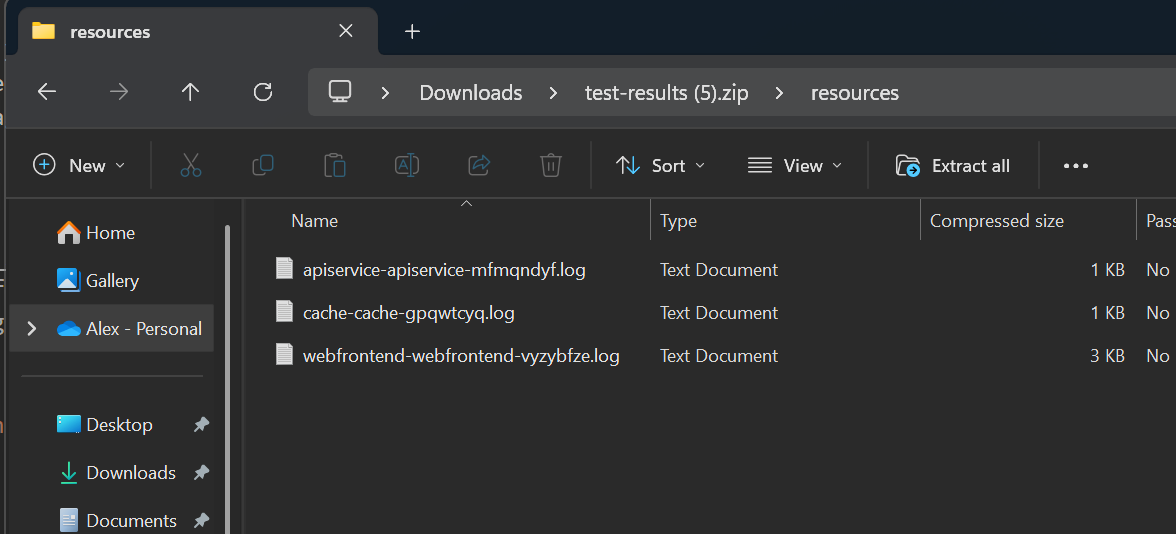 resources
Downloads > test-results (5).zip > resources
New
Sort
View
Extract all
Name Type Compressed size
Home
Gallery
Alex - Personal
Desktop
Downloads
Documents
apiservice-apiservice-mfmqndyf.log Text Document 1 KB No
cache-cache-gpqwtcyq.log Text Document 1 KB No
webfrontend-webfrontend-vyzybfze.log Text Document 3 KB No